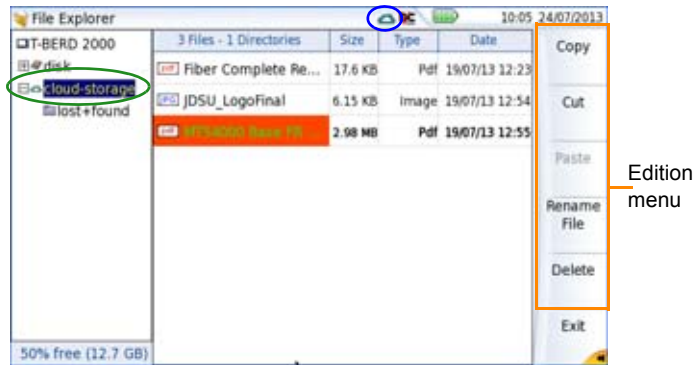 File Explorer 10:05 24/07/2013
T-BERD 2000
disk
cloud-storage
lost+found
50% free (12.7 GB)
3 Files - 1 Directories Size Type Date
Fiber Complete Re... 17.6 KB Pdf 19/07/13 12:23
JDSU_LogoFinal 6.15 KB Image 19/07/13 12:54
MTS4000 Base FR ... 2.98 MB Pdf 19/07/13 12:55
Copy
Cut
Paste
Rename
File
Delete
Exit
Edition
menu